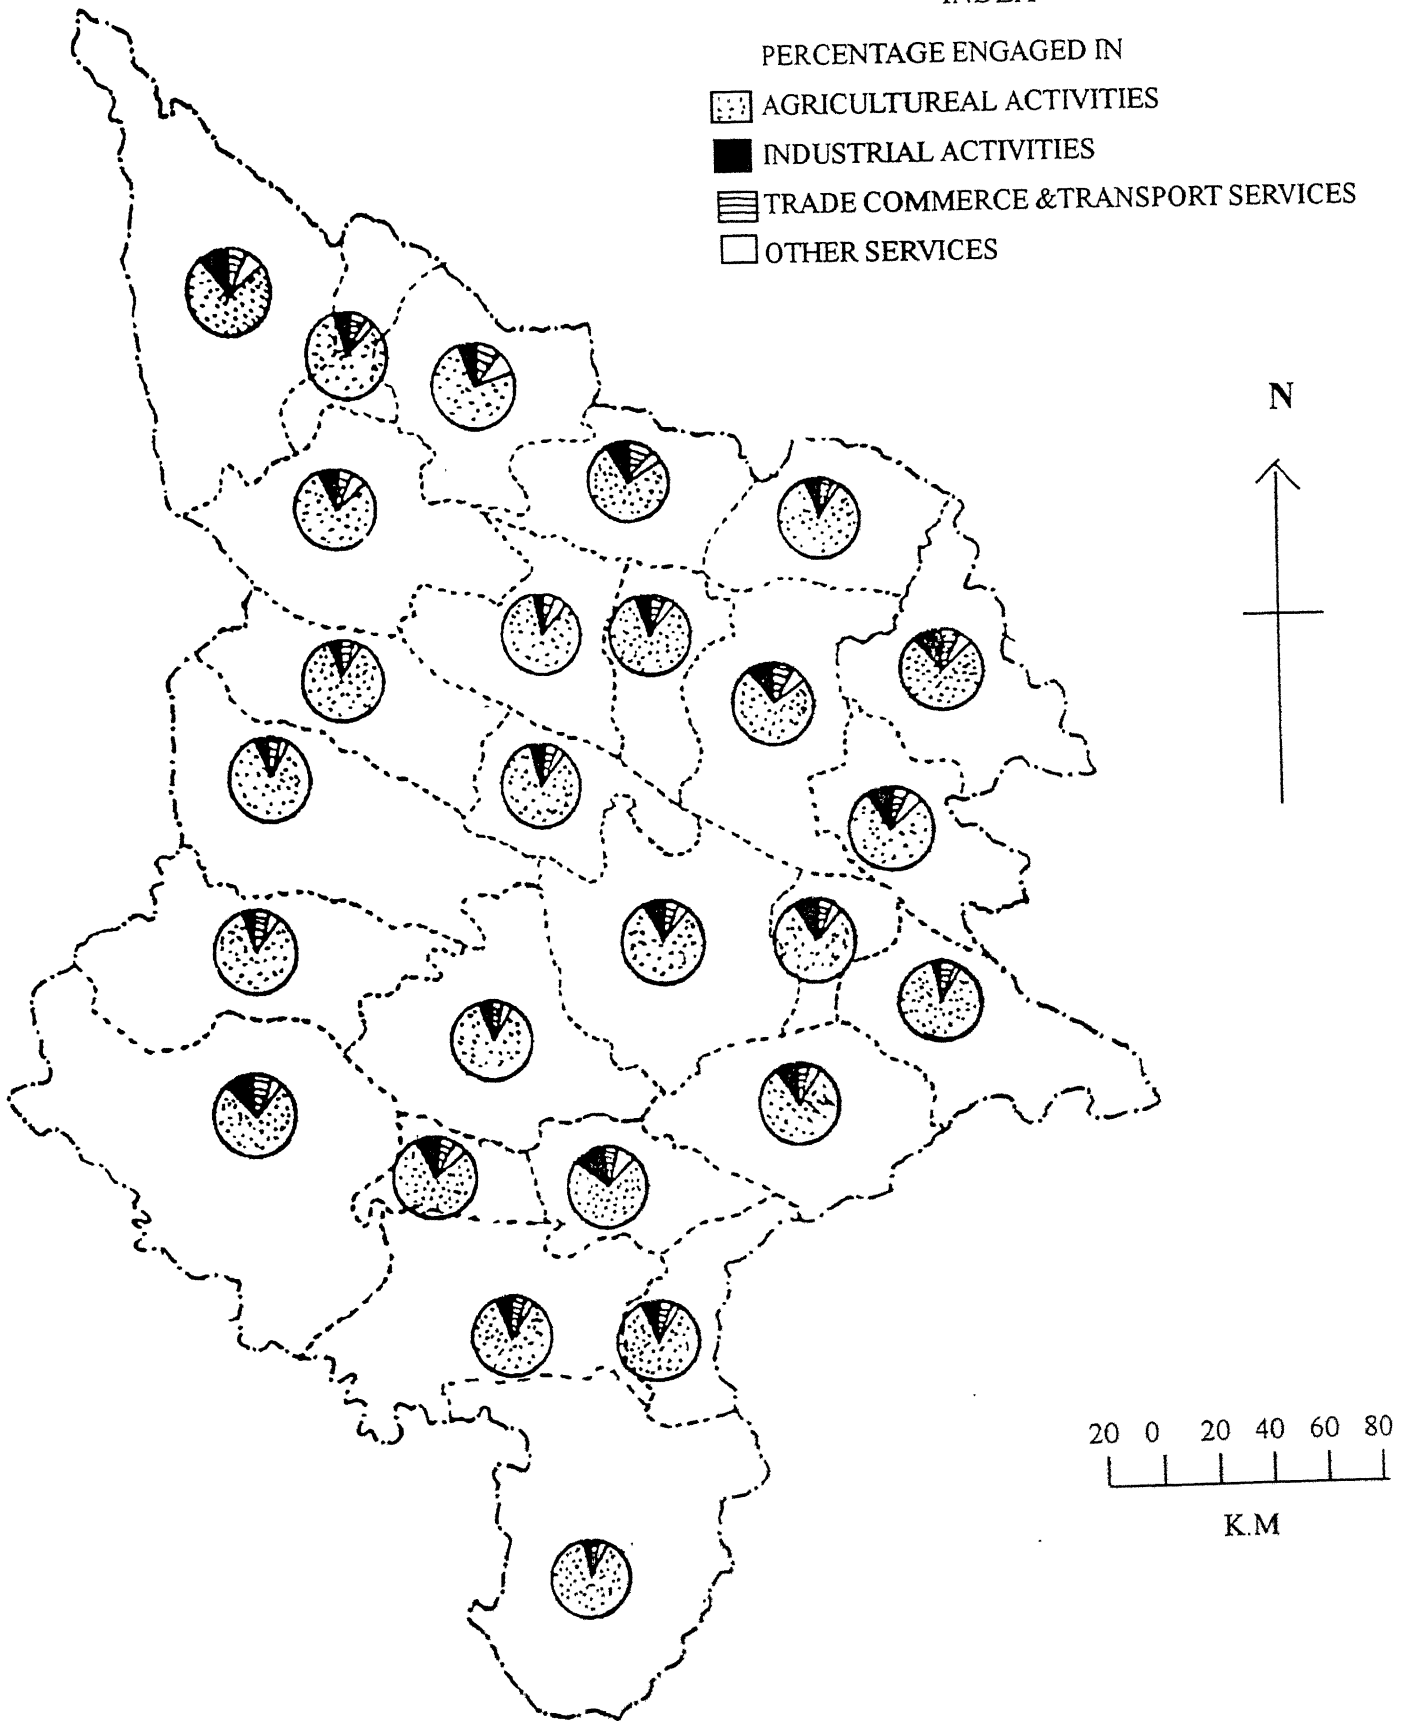 PERCENTAGE ENGAGED IN
AGRICULTUREAL ACTIVITIES
INDUSTRIAL ACTIVITIES
TRADE COMMERCE &TRANSPORT SERVICES
OTHER SERVICES
N
20 0 20 40 60 80
K.M